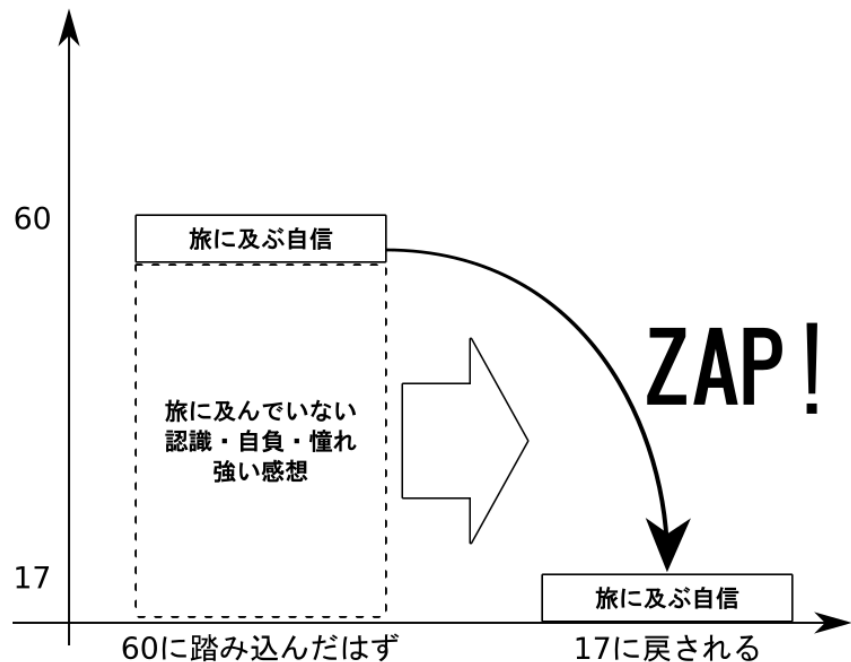 60
旅に及ぶ自信
ZAP!
旅に及んでいない
認識・自負・憧れ
強い感想
17
旅に及ぶ自信
60に踏み込んだはず
17に戻される